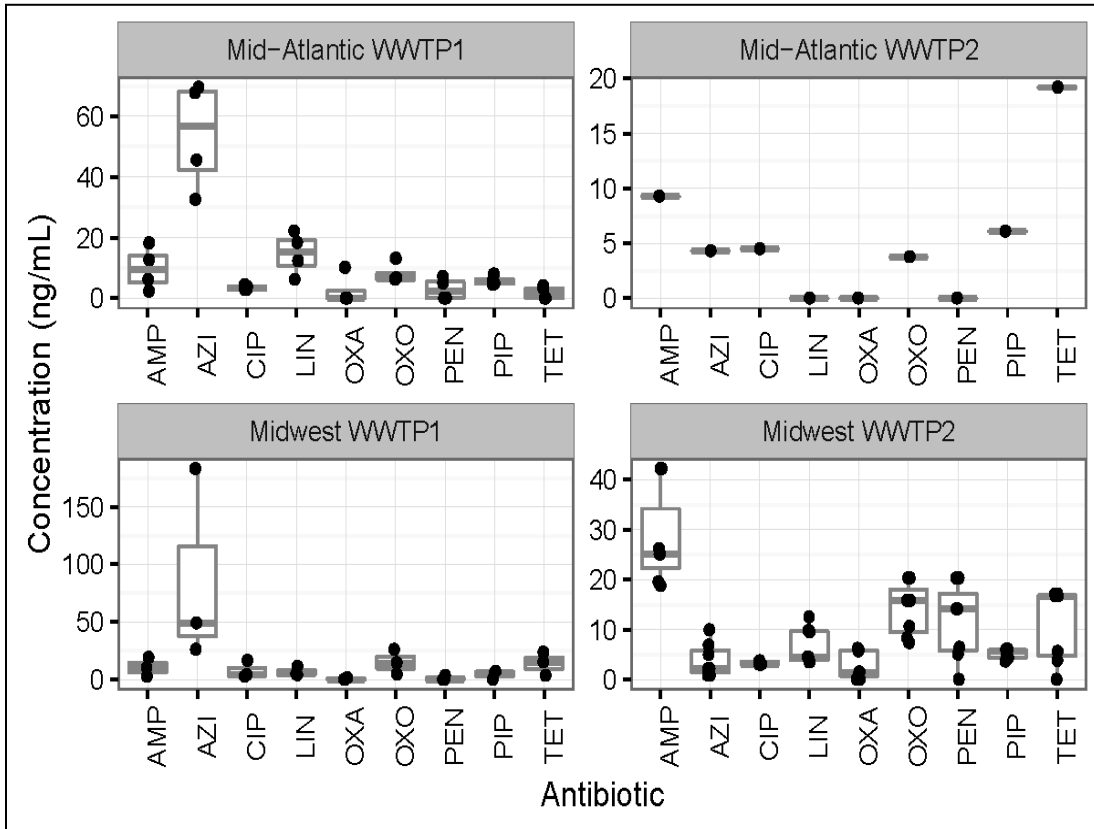 Mid-Atlantic WWTP1
Mid-Atlantic WWTP2
60
40
20
0
AMP AZI CIP LIN OXA OXO PEN PIP TET
20
15
10
5
0
AMP AZI CIP LIN OXA OXO PEN PIP TET
Midwest WWTP1
Midwest WWTP2
150
100
50
0
AMP AZI CIP LIN OXA OXO PEN PIP TET
40
30
20
10
0
AMP AZI CIP LIN OXA OXO PEN PIP TET
Concentration (ng/mL)
Antibiotic